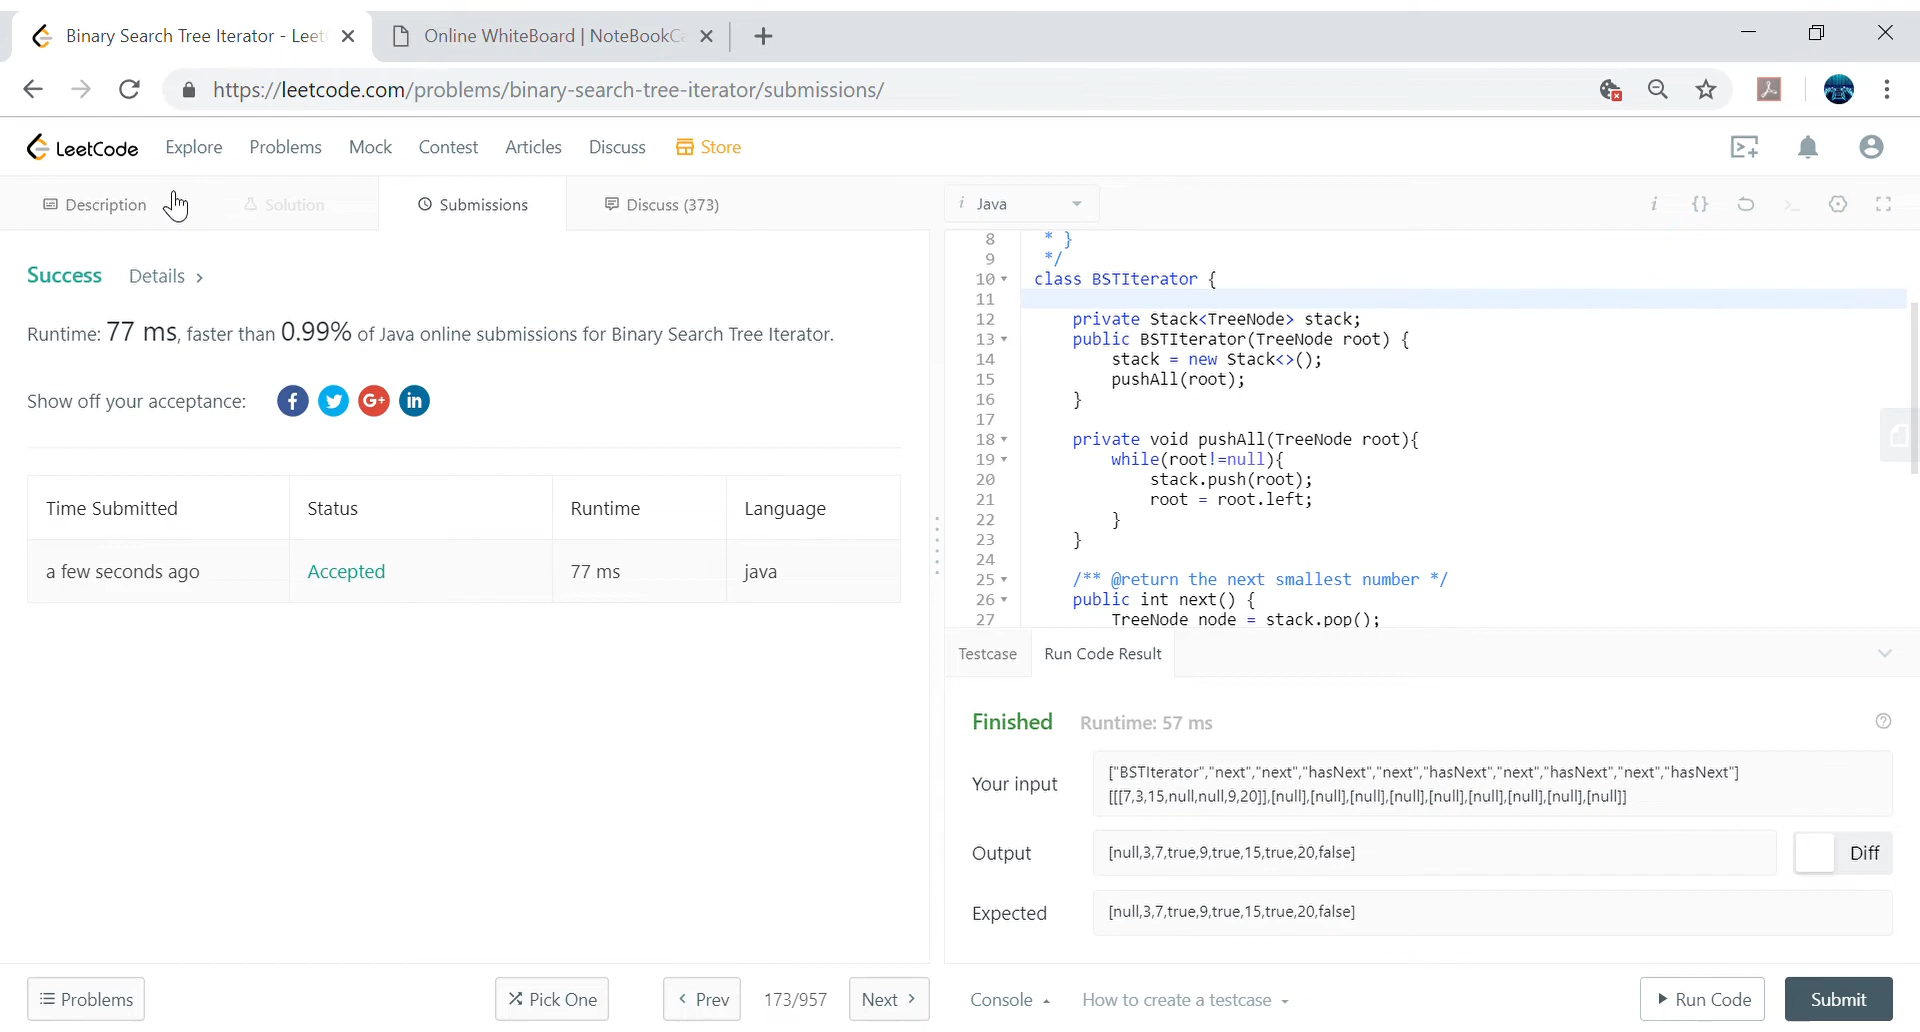 Binary Search Tree Iterator - Leet
Online WhiteBoard | NoteBookC
https://leetcode.com/problems/binary-search-tree-iterator/submissions/
LeetCode
Explore
Problems
Mock
Contest
Articles
Discuss
Store
Description
Solution
Submissions
Discuss (373)
i Java
Success
Details >
Runtime: 77 ms, faster than 0.99% of Java online submissions for Binary Search Tree Iterator.
Show off your acceptance:
Time Submitted Status Runtime Language
a few seconds ago Accepted 77 ms java
8 * }
9 */
10 class BSTIterator {
11
12 private Stack<TreeNode> stack;
13 public BSTIterator(TreeNode root) {
14 stack = new Stack<>();
15 pushAll(root);
16 }
17
18 private void pushAll(TreeNode root){
19 while(root!=null){
20 stack.push(root);
21 root = root.left;
22 }
23 }
24
25 /** @return the next smallest number */
26 public int next() {
27 TreeNode node = stack.pop();
Testcase
Run Code Result
Finished Runtime: 57 ms
Your input
["BSTIterator","next","next","hasNext","next","hasNext","next","hasNext","next","hasNext"]
[[[7,3,15,null,null,9,20]],[null],[null],[null],[null],[null],[null],[null],[null],[null]]
Output [null,3,7,true,9,true,15,true,20,false]
Diff
Expected [null,3,7,true,9,true,15,true,20,false]
Problems
Pick One
< Prev
173/957
Next >
Console
How to create a testcase
Run Code
Submit